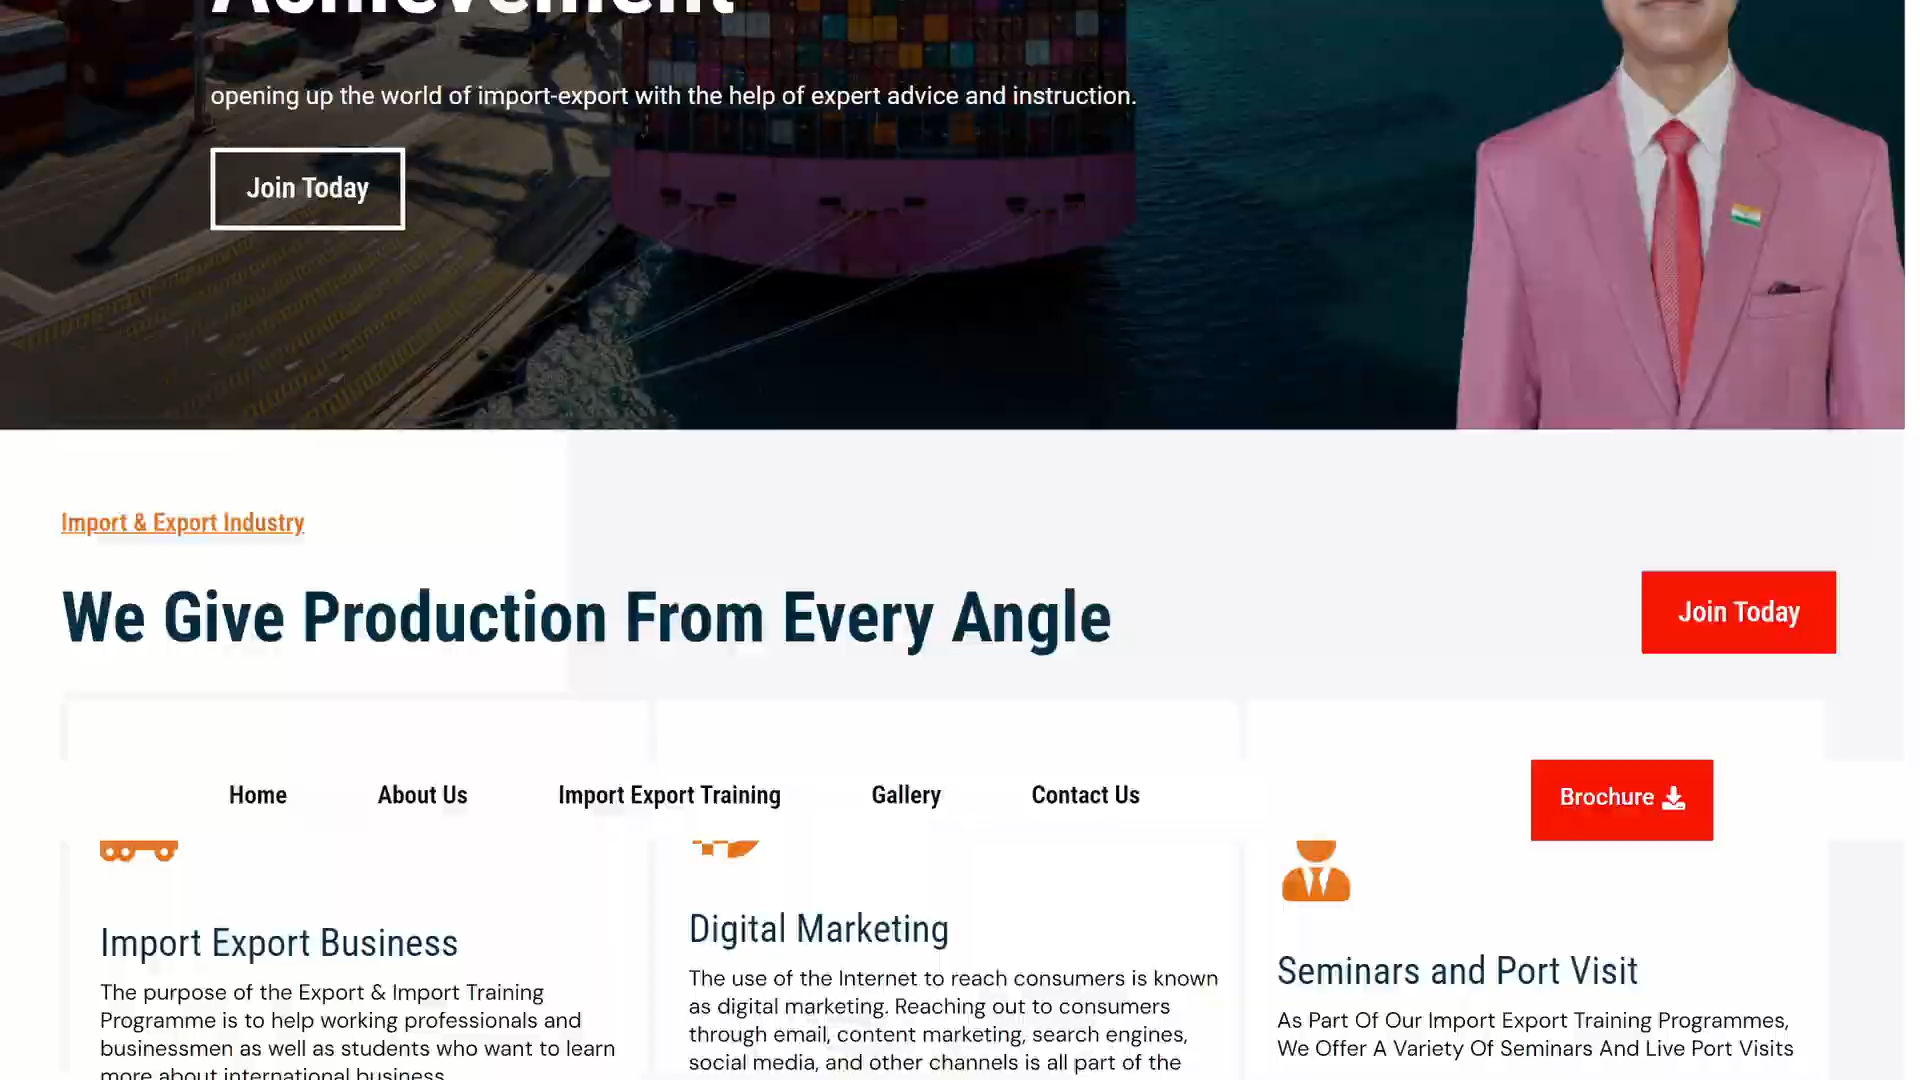 Achievement
opening up the world of import-export with the help of expert advice and instruction.
Join Today
Import & Export Industry
We Give Production From Every Angle
Join Today
Home
About Us
Import Export Training
Gallery
Contact Us
Brochure
Import Export Business
The purpose of the Export & Import Training
Programme is to help working professionals and
businessmen as well as students who want to learn
more about international business
Digital Marketing
The use of the Internet to reach consumers is known
as digital marketing. Reaching out to consumers
through email, content marketing, search engines,
social media, and other channels is all part of the
Seminars and Port Visit
As Part Of Our Import Export Training Programmes,
We Offer A Variety Of Seminars And Live Port Visits